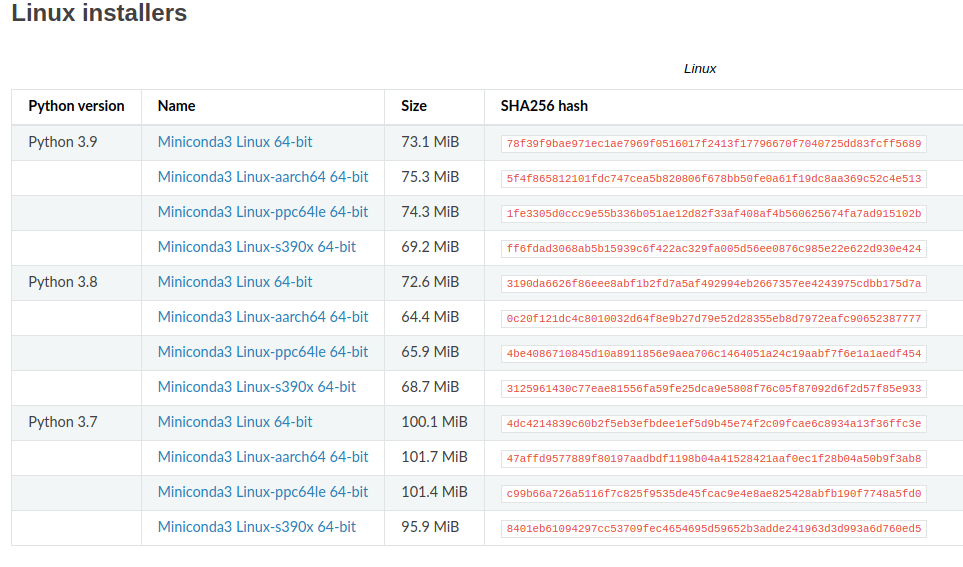 Linux installers
Linux
Python version Name Size SHA256 hash
Python 3.9 Miniconda3 Linux 64-bit 73.1 MiB 78f39f9bae971ec1ae7969f0516017f2413f17796670f7040725dd83fcff5689
Miniconda3 Linux-aarch64 64-bit 75.3 MiB 5f4f865812101fdc747cea5b820806f678bb50fe0a61f19dc8aa369c52c4e513
Miniconda3 Linux-ppc64le 64-bit 74.3 MiB 1fe3305d0ccc9e55b336b051ae12d82f33af408af4b560625674fa7ad915102b
Miniconda3 Linux-s390x 64-bit 69.2 MiB ff6fdad3068ab5b15939c6f422ac329fa005d56ee0876c985e22e622d930e424
Python 3.8 Miniconda3 Linux 64-bit 72.6 MiB 3190da6626f86eee8abf1b2fd7a5af492994eb2667357ee4243975cdbb175d7a
Miniconda3 Linux-aarch64 64-bit 64.4 MiB 0c20f121dc4c8010032d64f8e9b27d79e52d28355eb8d7972eafc90652387777
Miniconda3 Linux-ppc64le 64-bit 65.9 MiB 4be4086710845d10a8911856e9aea706c1464051a24c19aabf7f6e1a1aedf454
Miniconda3 Linux-s390x 64-bit 68.7 MiB 3125961430c77eae81556fa59fe25dca9e5808f76c05f87092d6f2d57f85e933
Python 3.7 Miniconda3 Linux 64-bit 100.1 MiB 4dc4214839c60b2f5eb3efbdee1ef5d9b45e74f2c09fcae6c8934a13f36ffc3e
Miniconda3 Linux-aarch64 64-bit 101.7 MiB 47affd9577889f80197aadbdf1198b04a41528421aaf0ec1f28b04a50b9f3ab8
Miniconda3 Linux-ppc64le 64-bit 101.4 MiB c99b66a726a5116f7c825f9535de45fcac9e4e8ae825428abfb190f7748a5fd0
Miniconda3 Linux-s390x 64-bit 95.9 MiB 8401eb61094297cc53709fec4654695d59652b3adde241963d3d993a6d760ed5